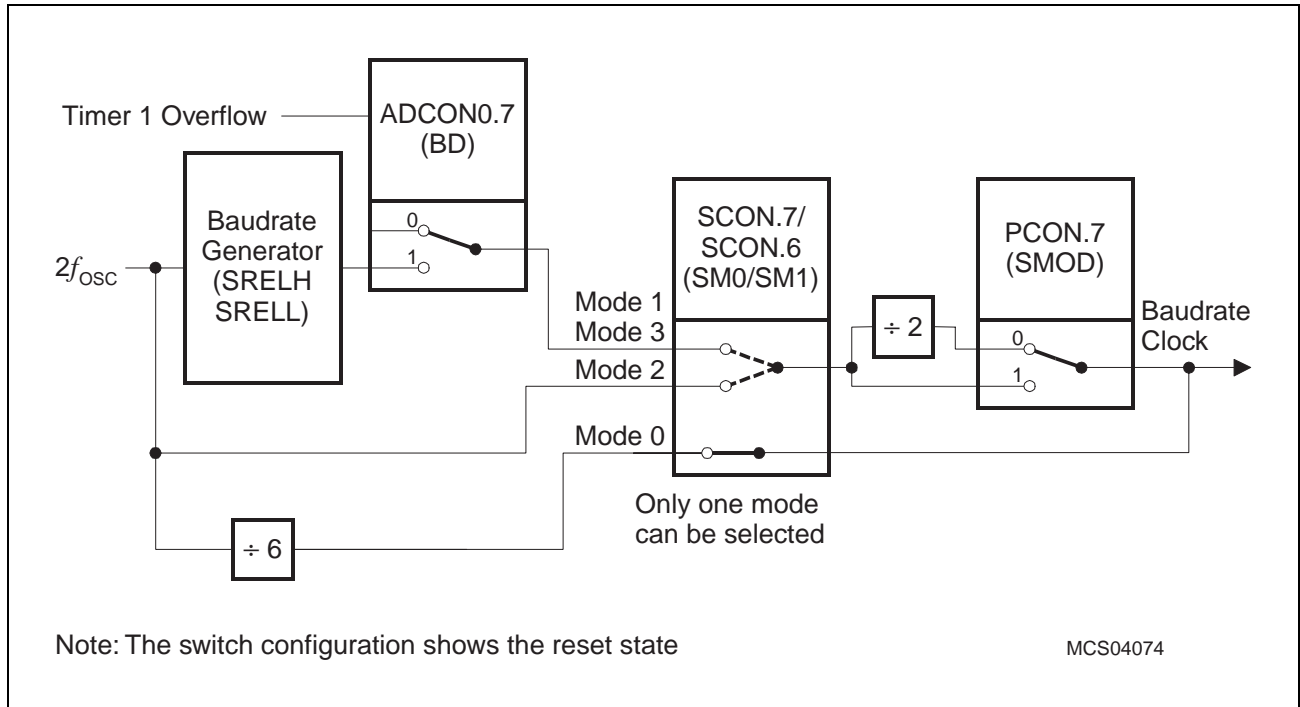 Timer 1 Overflow
ADCON0.7
(BD)
0
1
Baudrate
Generator
(SRELH
SRELL)
2fOSC
SCON.7/
SCON.6
(SM0/SM1)
PCON.7
(SMOD)
Mode 1
Mode 3
Mode 2
Mode 0
÷ 2
0
1
Baudrate
Clock
Only one mode
can be selected
÷ 6
Note: The switch configuration shows the reset state
MCS04074